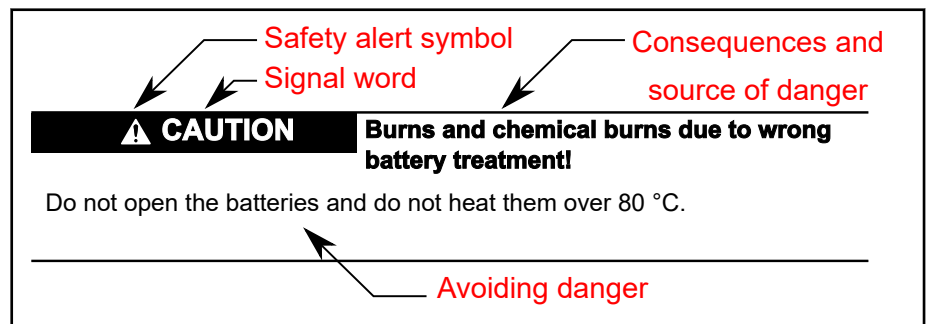 Safety alert symbol
Consequences and
Signal word
source of danger
CAUTION
Burns and chemical burns due to wrong
battery treatment!
Do not open the batteries and do not heat them over 80 °C.
Avoiding danger